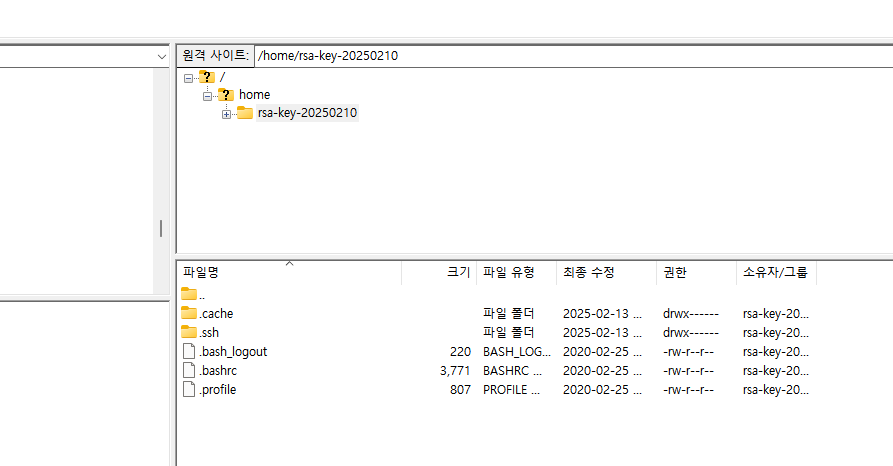 원격 사이트: /home/rsa-key-20250210
/
home
rsa-key-20250210
파일명 크기 파일 유형 최종 수정 권한 소유자/그룹
..
.cache 파일 폴더 2025-02-13 ... drwx------ rsa-key-20...
.ssh 파일 폴더 2025-02-13 ... drwx------ rsa-key-20...
.bash_logout 220 BASH_LOG... 2020-02-25 ... -rw-r--r-- rsa-key-20...
.bashrc 3,771 BASHRC ... 2020-02-25 ... -rw-r--r-- rsa-key-20...
.profile 807 PROFILE ... 2020-02-25 ... -rw-r--r-- rsa-key-20...